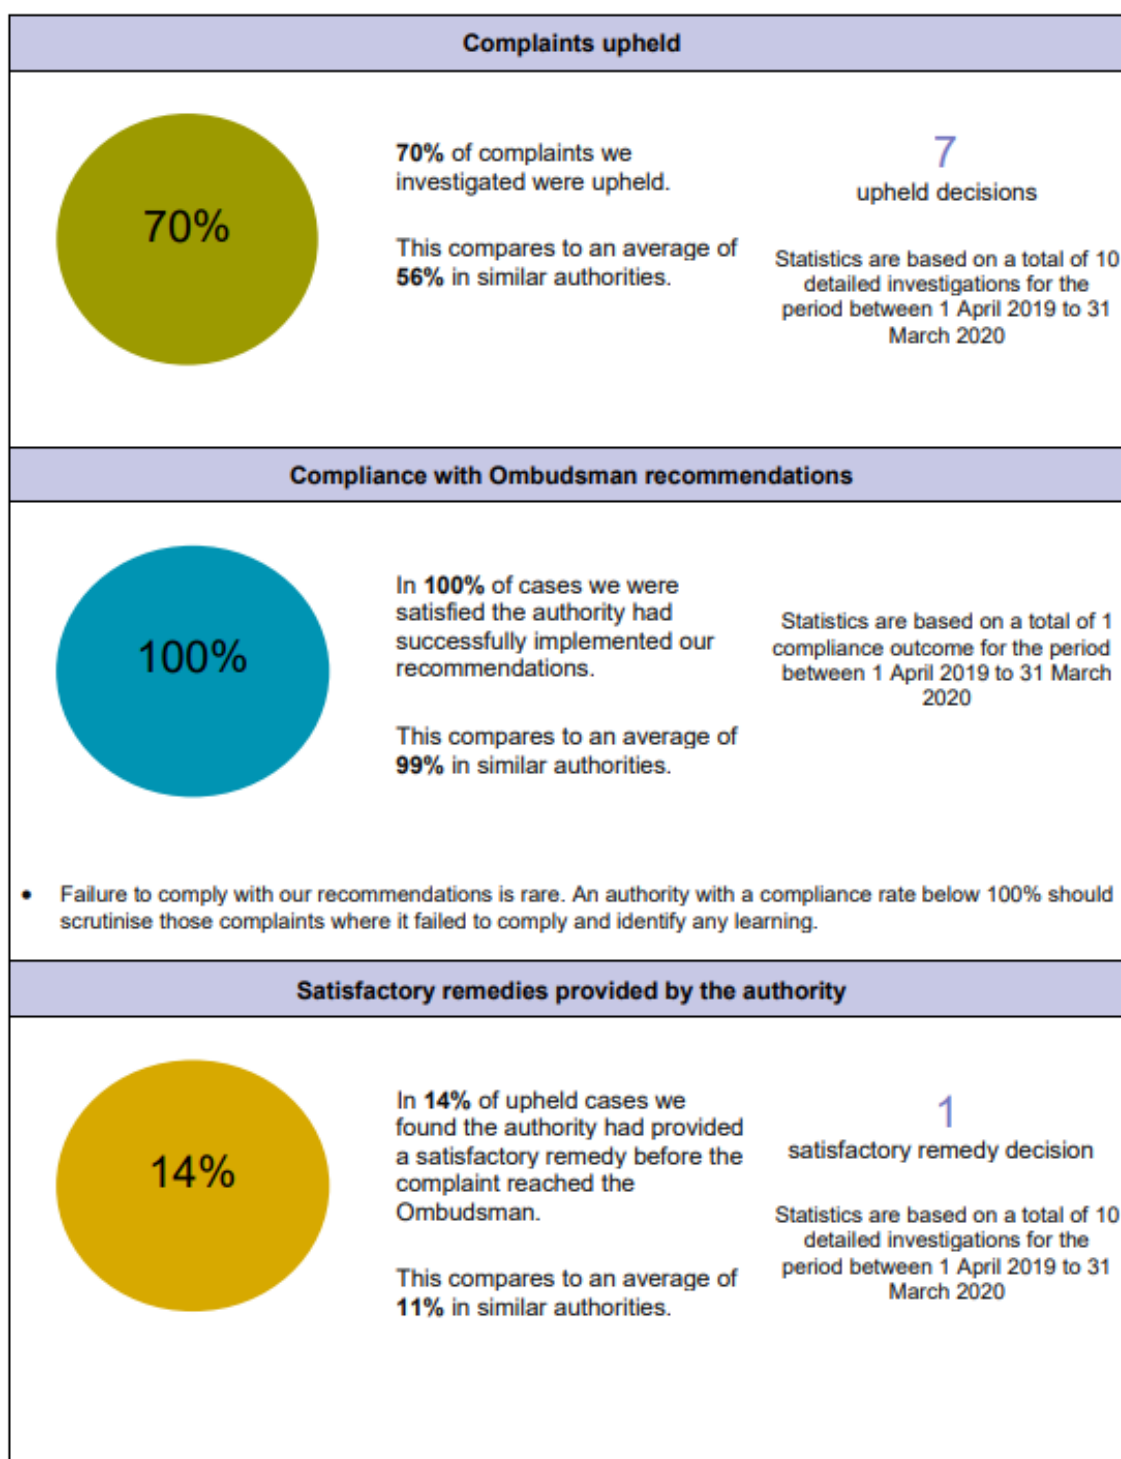 Complaints upheld
70%
70% of complaints we
investigated were upheld.
This compares to an average of
56% in similar authorities.
7
upheld decisions
Statistics are based on a total of 10
detailed investigations for the
period between 1 April 2019 to 31
March 2020
Compliance with Ombudsman recommendations
100%
In 100% of cases we were
satisfied the authority had
successfully implemented our
recommendations.
This compares to an average of
99% in similar authorities.
Statistics are based on a total of 1
compliance outcome for the period
between 1 April 2019 to 31 March
2020
• Failure to comply with our recommendations is rare. An authority with a compliance rate below 100% should
scrutinise those complaints where it failed to comply and identify any learning.
Satisfactory remedies provided by the authority
14%
In 14% of upheld cases we
found the authority had provided
a satisfactory remedy before the
complaint reached the
Ombudsman.
This compares to an average of
11% in similar authorities.
1
satisfactory remedy decision
Statistics are based on a total of 10
detailed investigations for the
period between 1 April 2019 to 31
March 2020